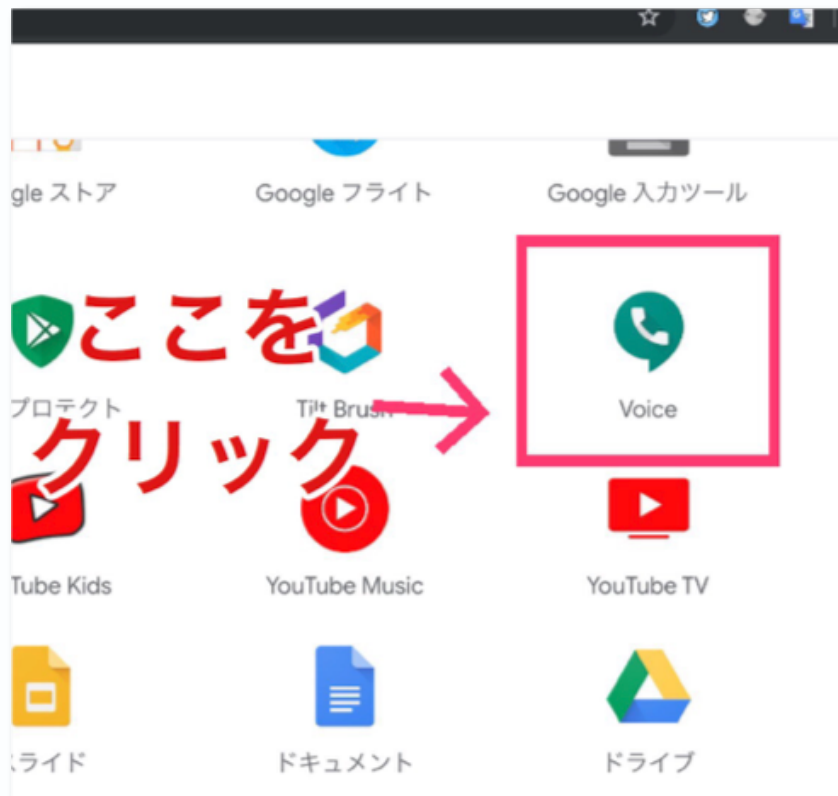 gle ストア
Google フライト
Google 入力ツール
ここを
プロテクト
Tilt Brush
Voice
クリック
Tube Kids
YouTube Music
YouTube TV
スライド
ドキュメント
ドライブ